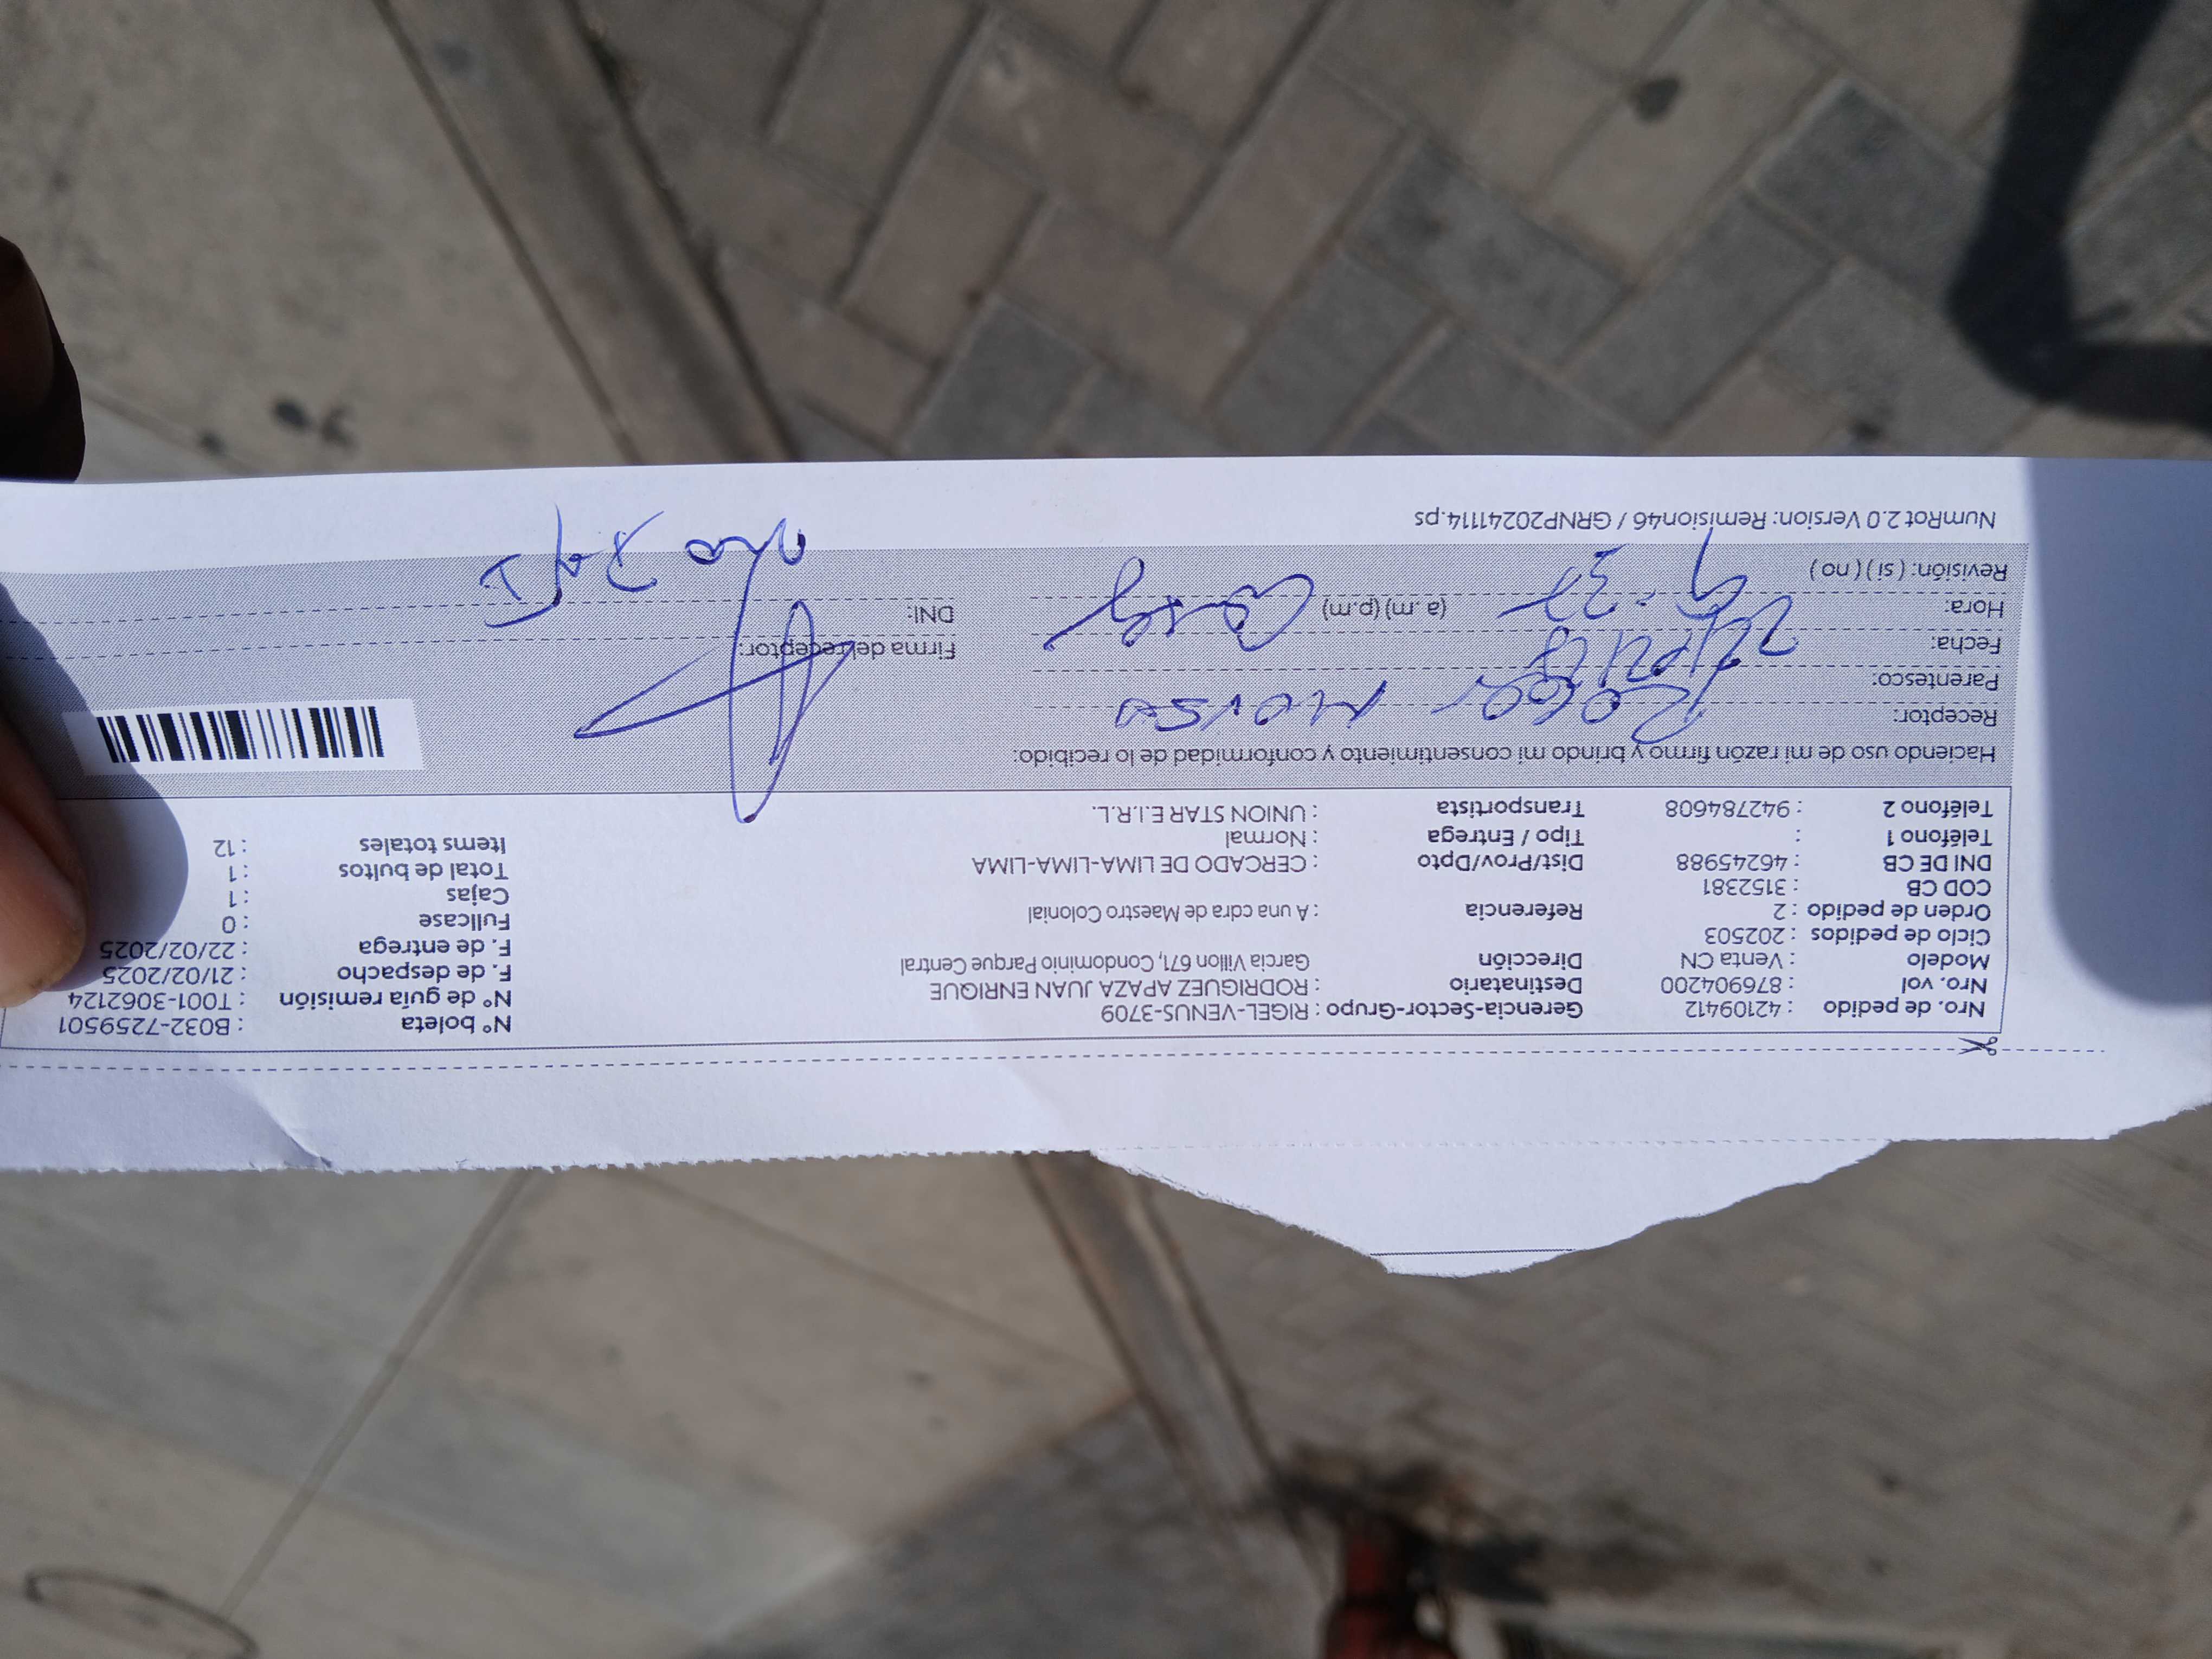 Nro. de pedido : 42109412 Gerencia-Sector-Grupo : RIGEL-VENUS-3709 N° boleta : B032-7259501
Nro. vol : 876904200 Destinatario : RODRIGUEZ APAZA JUAN ENRIQUE N° de guía remisión : T001-3062124
Modelo : Venta CN Dirección Garcia Villon 671, Condominio Parque Central F. de despacho : 21/02/2025
Ciclo de pedidos : 202503 F. de entrega : 22/02/2025
Orden de pedido : 2 Referencia : A una cdra de Maestro Colonial Fullcase : 0
COD CB : 3152381 Cajas : 1
DNI DE CB : 46245988 Dist/Prov/Dpto : CERCADO DE LIMA-LIMA-LIMA Total de bultos : 1
Teléfono 1 : Tipo / Entrega : Normal Items totales : 12
Teléfono 2 : 942784608 Transportista : UNION STAR E.I.R.L.
Haciendo uso de mi razón firmo y brindo mi consentimiento y conformidad de lo recibido:
Receptor:
Parentesco:
Fecha: Firma del receptor:
Hora: (a.m) (p.m) DNI:
Revisión: ( si ) ( no )
NumRot 2.0 Version: Remision46 / GRNP20241114.ps